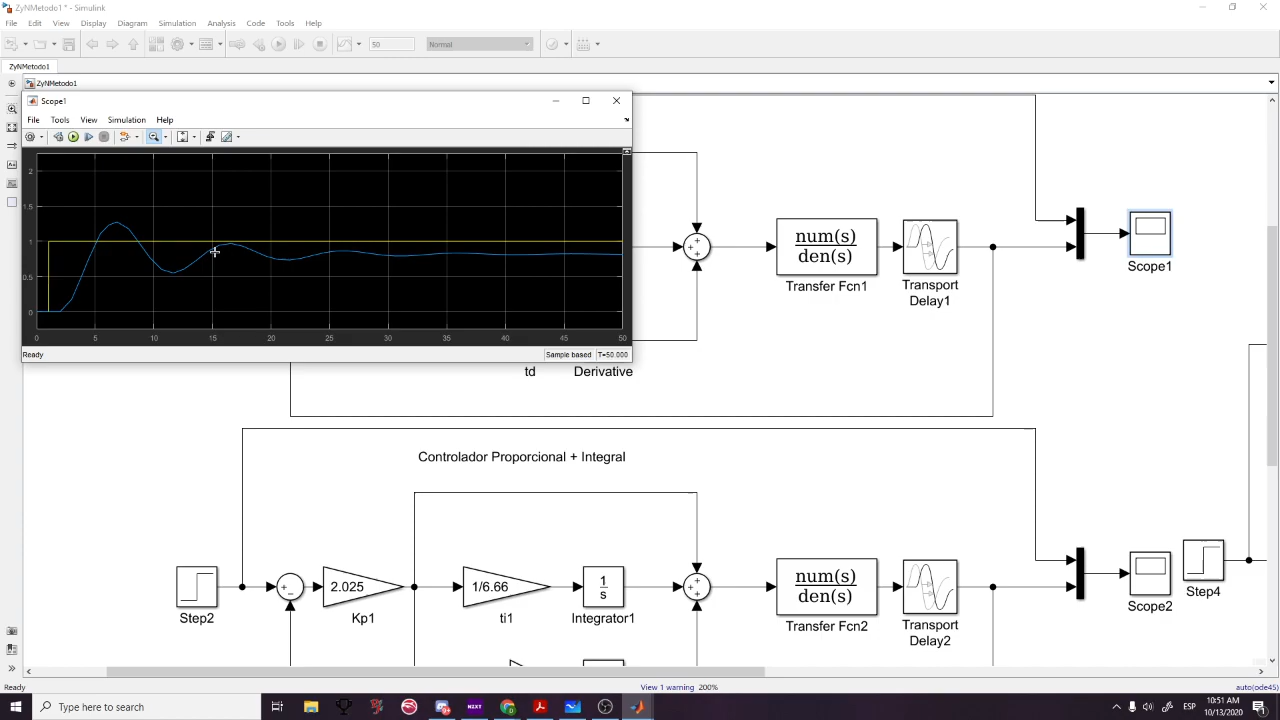 ZyNMetodo1 * - Simulink
File Edit View Display Diagram Simulation Analysis Code Tools Help
50 Normal
ZyNMetodo1
ZyNMetodo1
Scope1
File Tools View Simulation Help
2
1.5
1
0.5
0
0 5 10 15 20 25 30 35 40 45 50
Ready Sample based T=50.000
num(s)
den(s)
Transfer Fcn1
Transport
Delay1
Scope1
td Derivative
Controlador Proporcional + Integral
2.025
Kp1
1/6.66
ti1
1
s
Integrator1
Step2
num(s)
den(s)
Transfer Fcn2
Transport
Delay2
Scope2
Step4
Ready View 1 warning 200% auto(ode45)
Type here to search
ESP
10:51 AM
10/13/2020